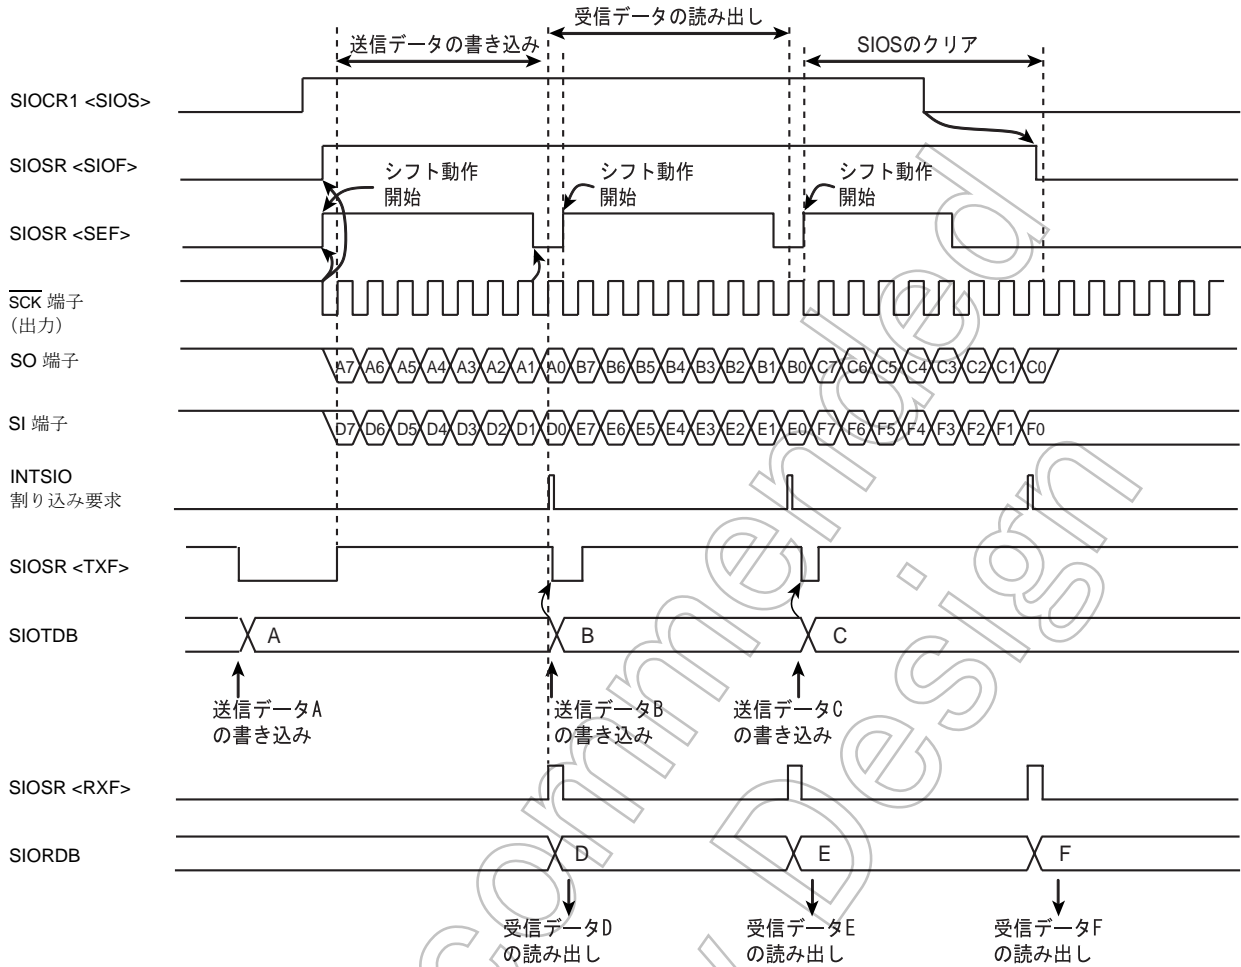 受信データの読み出し
送信データの書き込み
SIOSのクリア
SIOCR1 <SIOS>
SIOSR <SIOF>
シフト動作
開始
シフト動作
開始
シフト動作
開始
SIOSR <SEF>
SCK 端子
(出力)
SO 端子
A7 A6 A5 A4 A3 A2 A1 A0 B7 B6 B5 B4 B3 B2 B1 B0 C7 C6 C5 C4 C3 C2 C1 C0
SI 端子
D7 D6 D5 D4 D3 D2 D1 D0 E7 E6 E5 E4 E3 E2 E1 E0 F7 F6 F5 F4 F3 F2 F1 F0
INTSIO
割り込み要求
SIOSR <TXF>
SIOTDB
A B C
送信データA
の書き込み
送信データB
の書き込み
送信データC
の書き込み
SIOSR <RXF>
SIORDB
D E F
受信データD
の読み出し
受信データE
の読み出し
受信データF
の読み出し